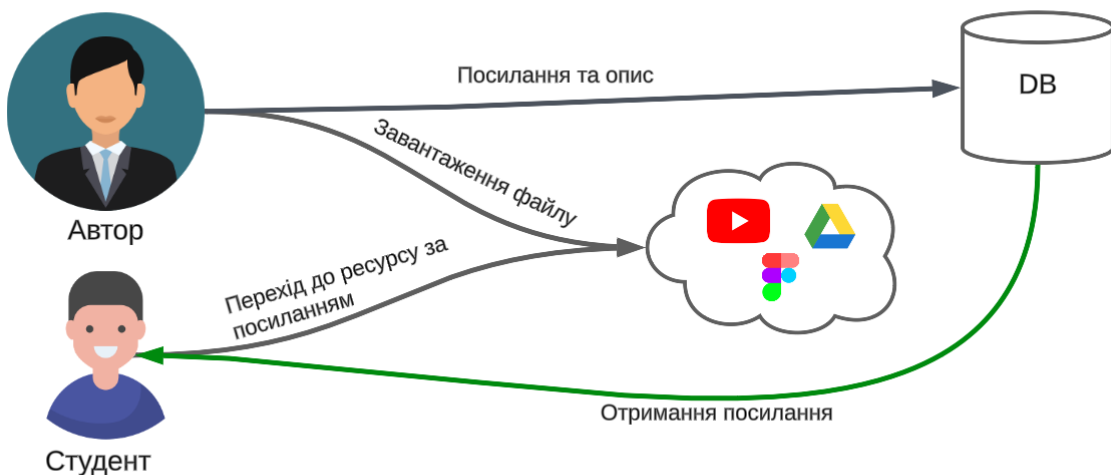 Посилання та опис
DB
Завантаження файлу
Автор
Перехід до ресурсу за
посиланням
Отримання посилання
Студент